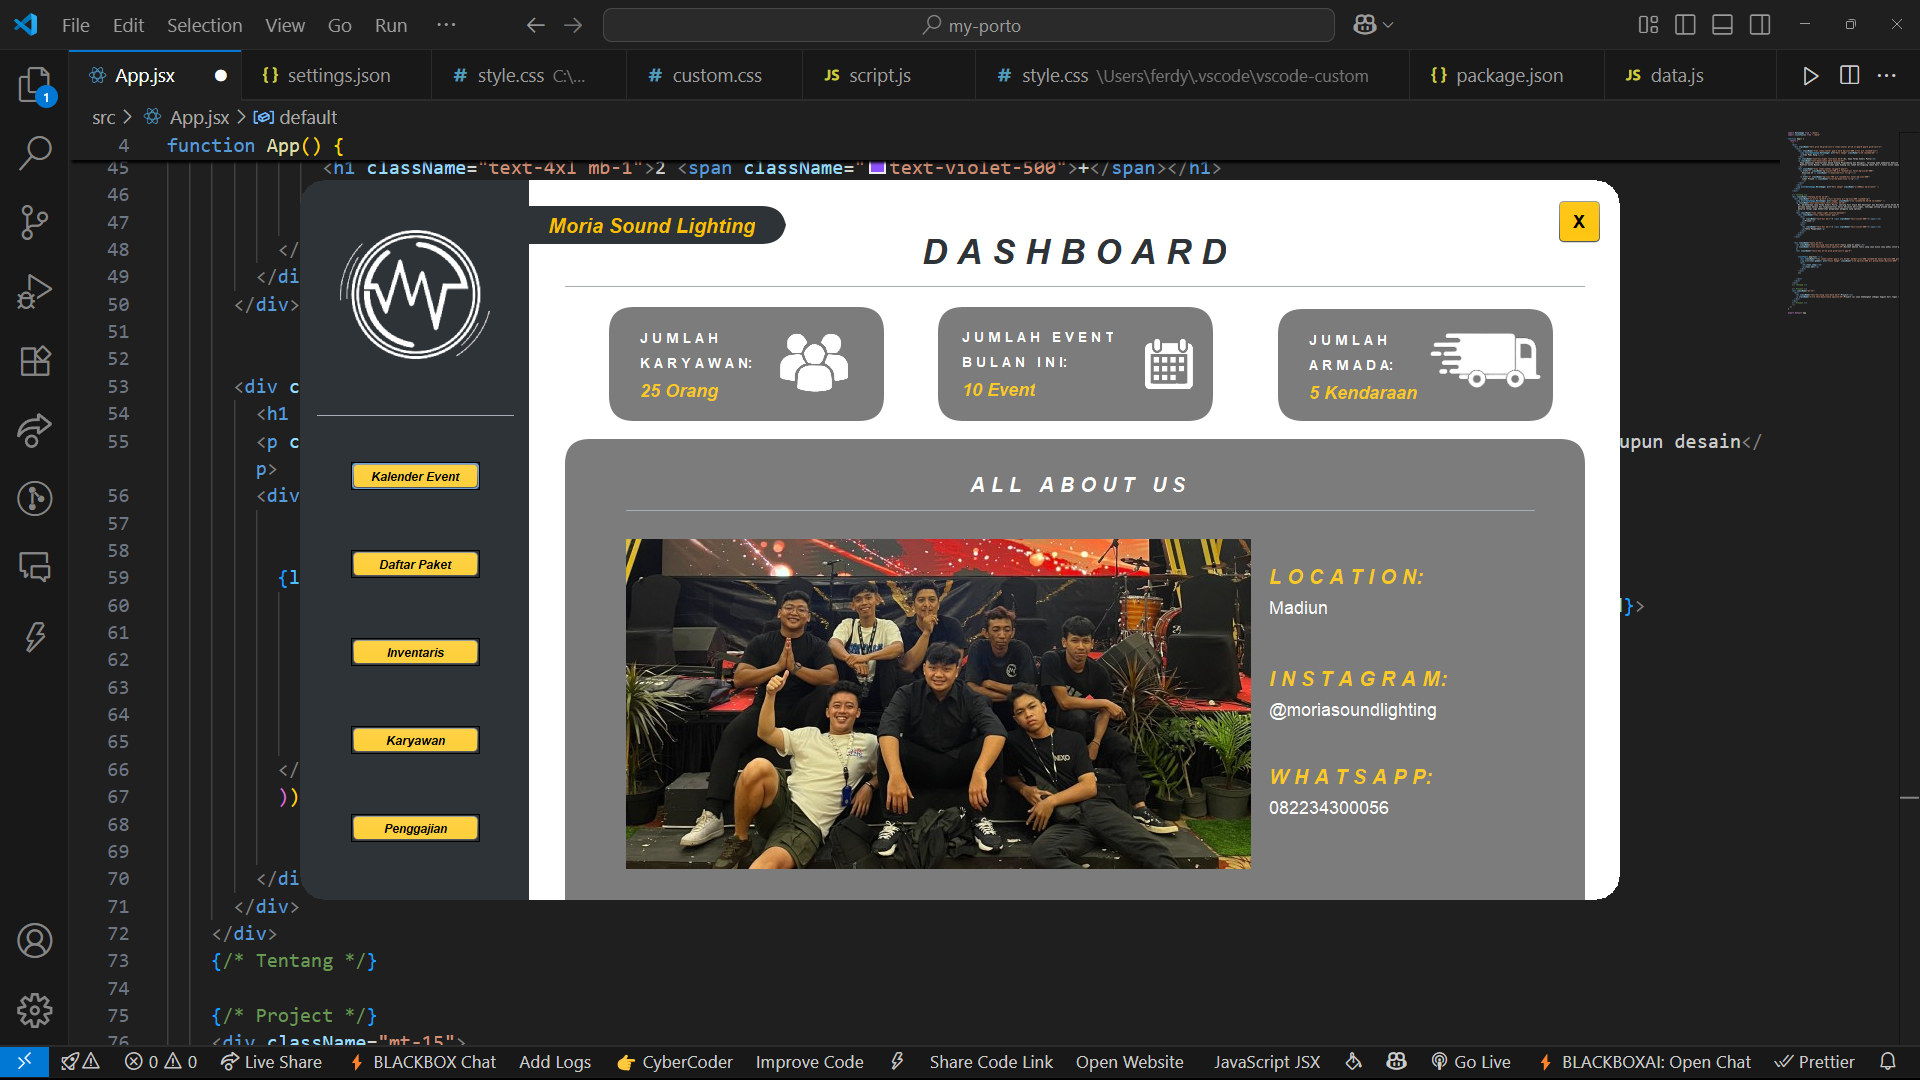 File Edit Selection View Go Run ···
my-porto
App.jsx
{} settings.json
# style.css C:\...
# custom.css
JS script.js
# style.css \Users\ferdy\.vscode\vscode-custom
{} package.json
JS data.js
1
src > App.jsx > default
4 function App() {
45 <h1 className="text-4xl mb-1">2 <span className="text-violet-500">+</span></h1>
46
47
48 </
49 </di
50 </div>
51
52
53 <div c
54 <h1
55 <p c upun desain</
p>
56 <div
57
58
59 {l
60 }>
61
62
63
64
65
66 </
67 ))
68
69
70 </di
71 </div>
72 </div>
73 {/* Tentang */}
74
75 {/* Project */}
76 <div className="mt-15">
Moria Sound Lighting
X
DASHBOARD
JUMLAH
KARYAWAN:
25 Orang
JUMLAH EVENT
BULAN INI:
10 Event
JUMLAH
ARMADA:
5 Kendaraan
Kalender Event
Daftar Paket
Inventaris
Karyawan
Penggajian
ALL ABOUT US
LOCATION:
Madiun
INSTAGRAM:
@moriasoundlighting
WHATSAPP:
082234300056
0 0 Live Share BLACKBOX Chat Add Logs CyberCoder Improve Code Share Code Link Open Website JavaScript JSX Go Live BLACKBOXAI: Open Chat Prettier